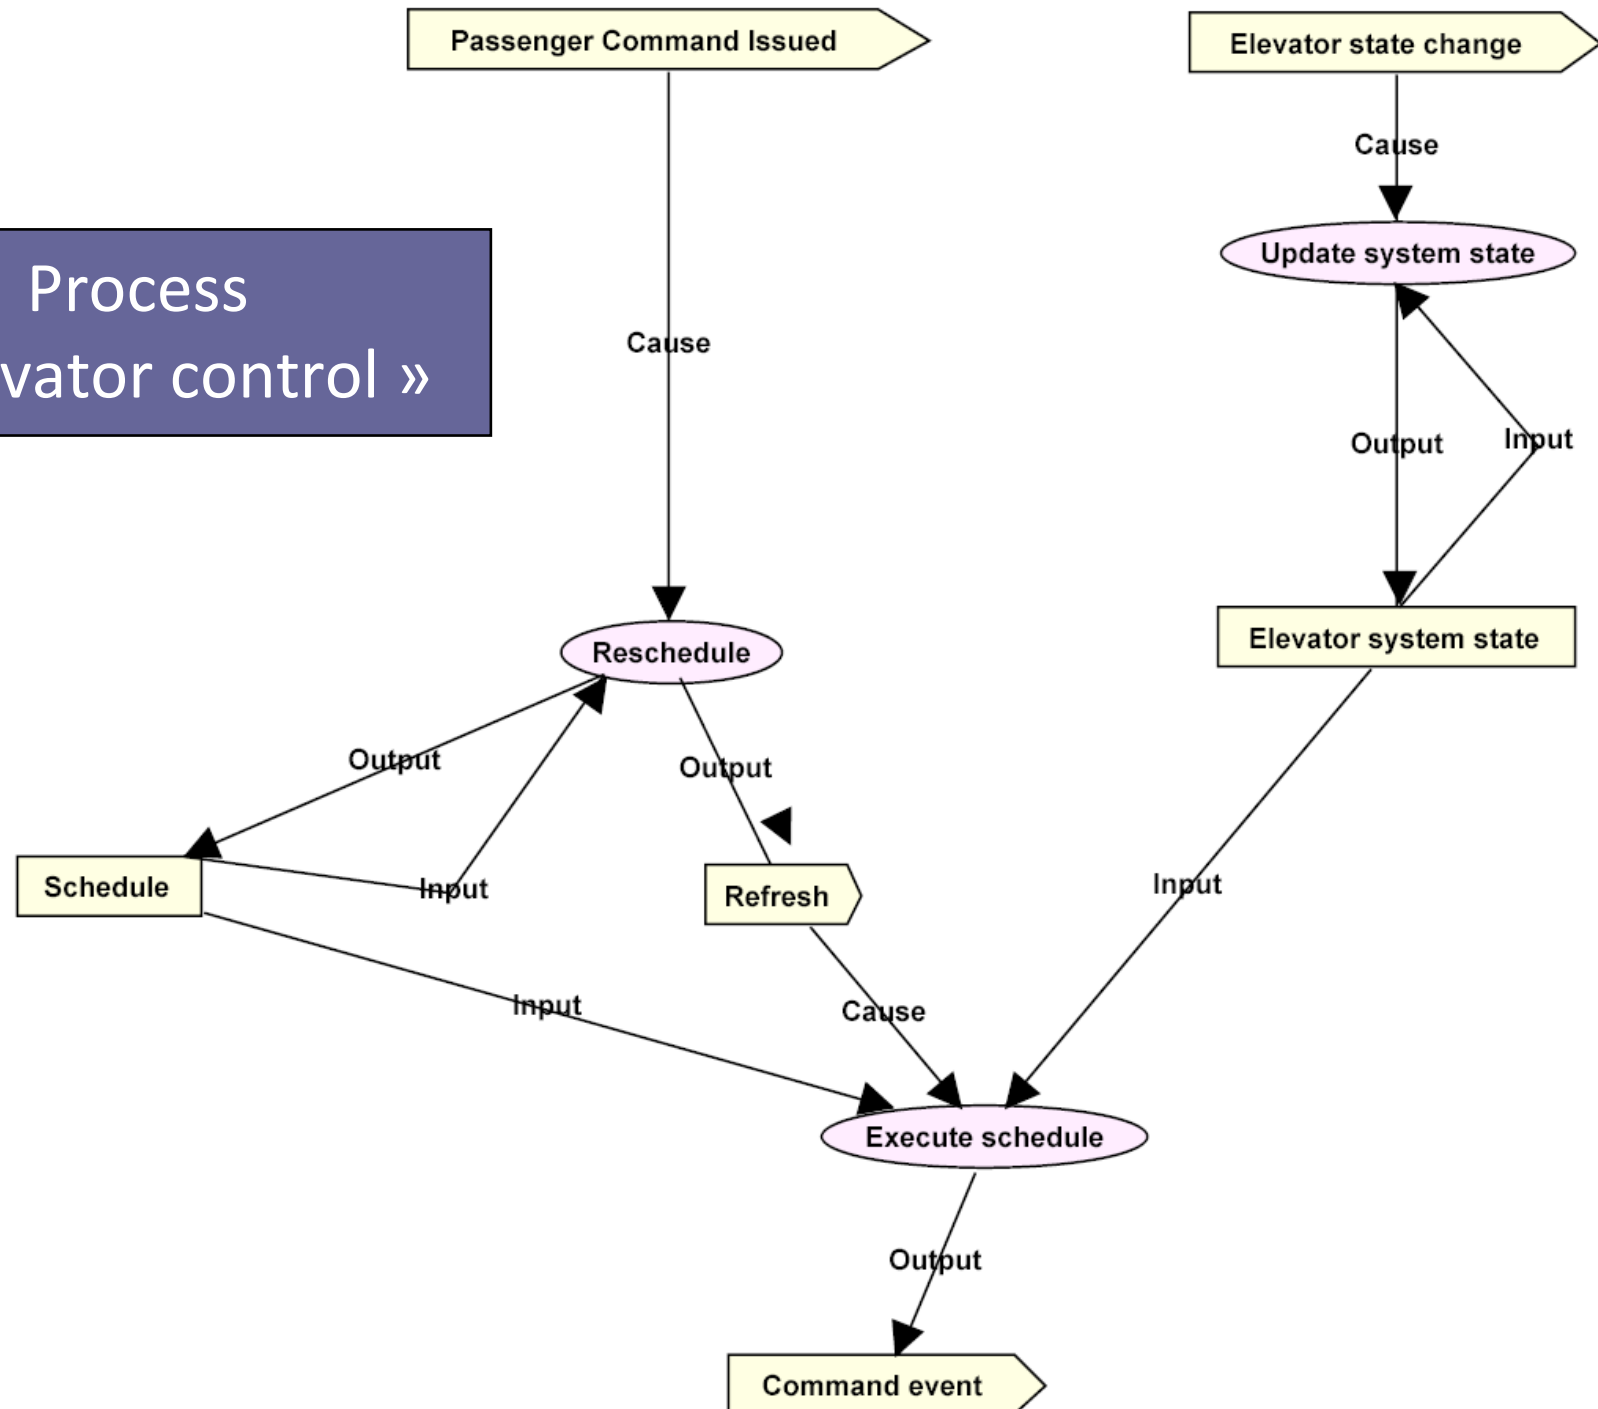 Passenger Command Issued
Elevator state change
Cause
Update system state
Process
vator control »
Cause
Output
Input
Elevator system state
Reschedule
Output
Output
Schedule
Input
Refresh
Input
Input
Cause
Execute schedule
Output
Command event